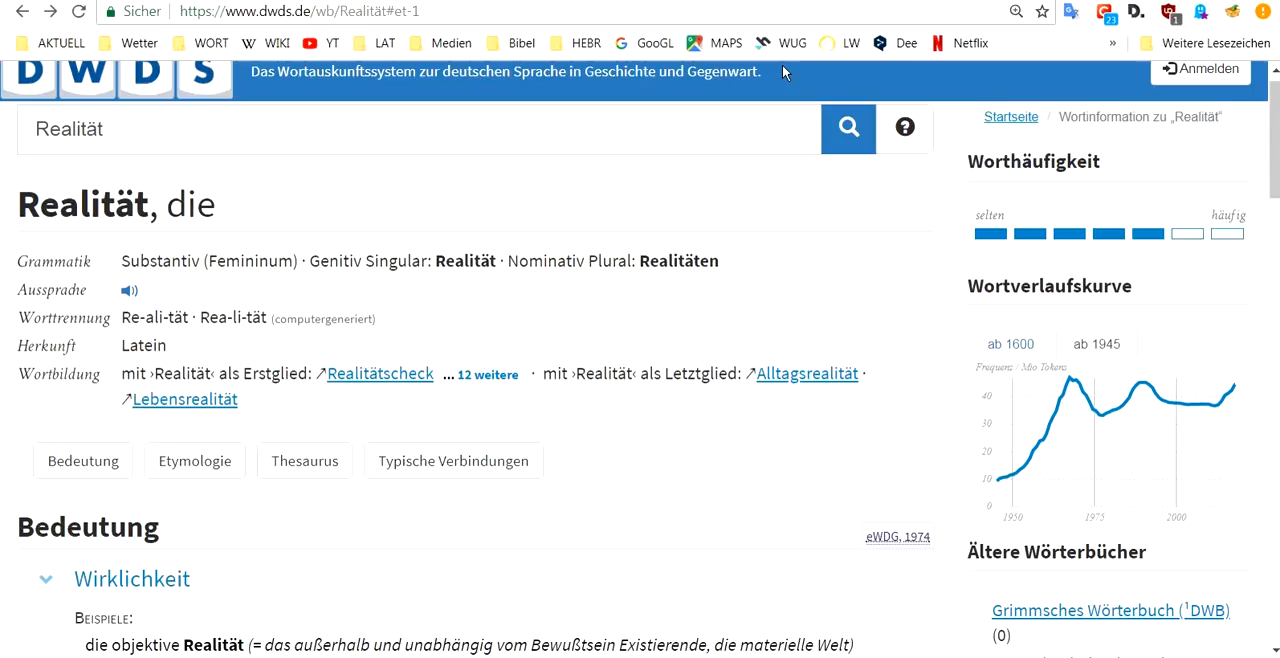 Sicher https://www.dwds.de/wb/Realität#et-1
AKTUELL Wetter WORT WIKI YT LAT Medien Bibel HEBR GooGL MAPS WUG LW Dee Netflix » Weitere Lesezeichen
DWDS Das Wortauskunftssystem zur deutschen Sprache in Geschichte und Gegenwart. Anmelden
Realität
Startseite / Wortinformation zu „Realität“
Realität, die
Grammatik Substantiv (Femininum) · Genitiv Singular: Realität · Nominativ Plural: Realitäten
Aussprache
Worttrennung Re-ali-tät · Rea-li-tät (computergeneriert)
Herkunft Latein
Wortbildung mit ›Realität‹ als Erstglied: ↗Realitätscheck ... 12 weitere · mit ›Realität‹ als Letztglied: ↗Alltagsrealität ·
↗Lebensrealität
Bedeutung Etymologie Thesaurus Typische Verbindungen
Bedeutung
eWDG, 1974
Wirklichkeit
BEISPIELE:
die objektive Realität (= das außerhalb und unabhängig vom Bewußtsein Existierende, die materielle Welt)
Worthäufigkeit
selten häufig
Wortverlaufskurve
ab 1600 ab 1945
Frequenz / Mio Tokens
40
30
20
10
0
1950 1975 2000
Ältere Wörterbücher
Grimmsches Wörterbuch (¹DWB)
(0)